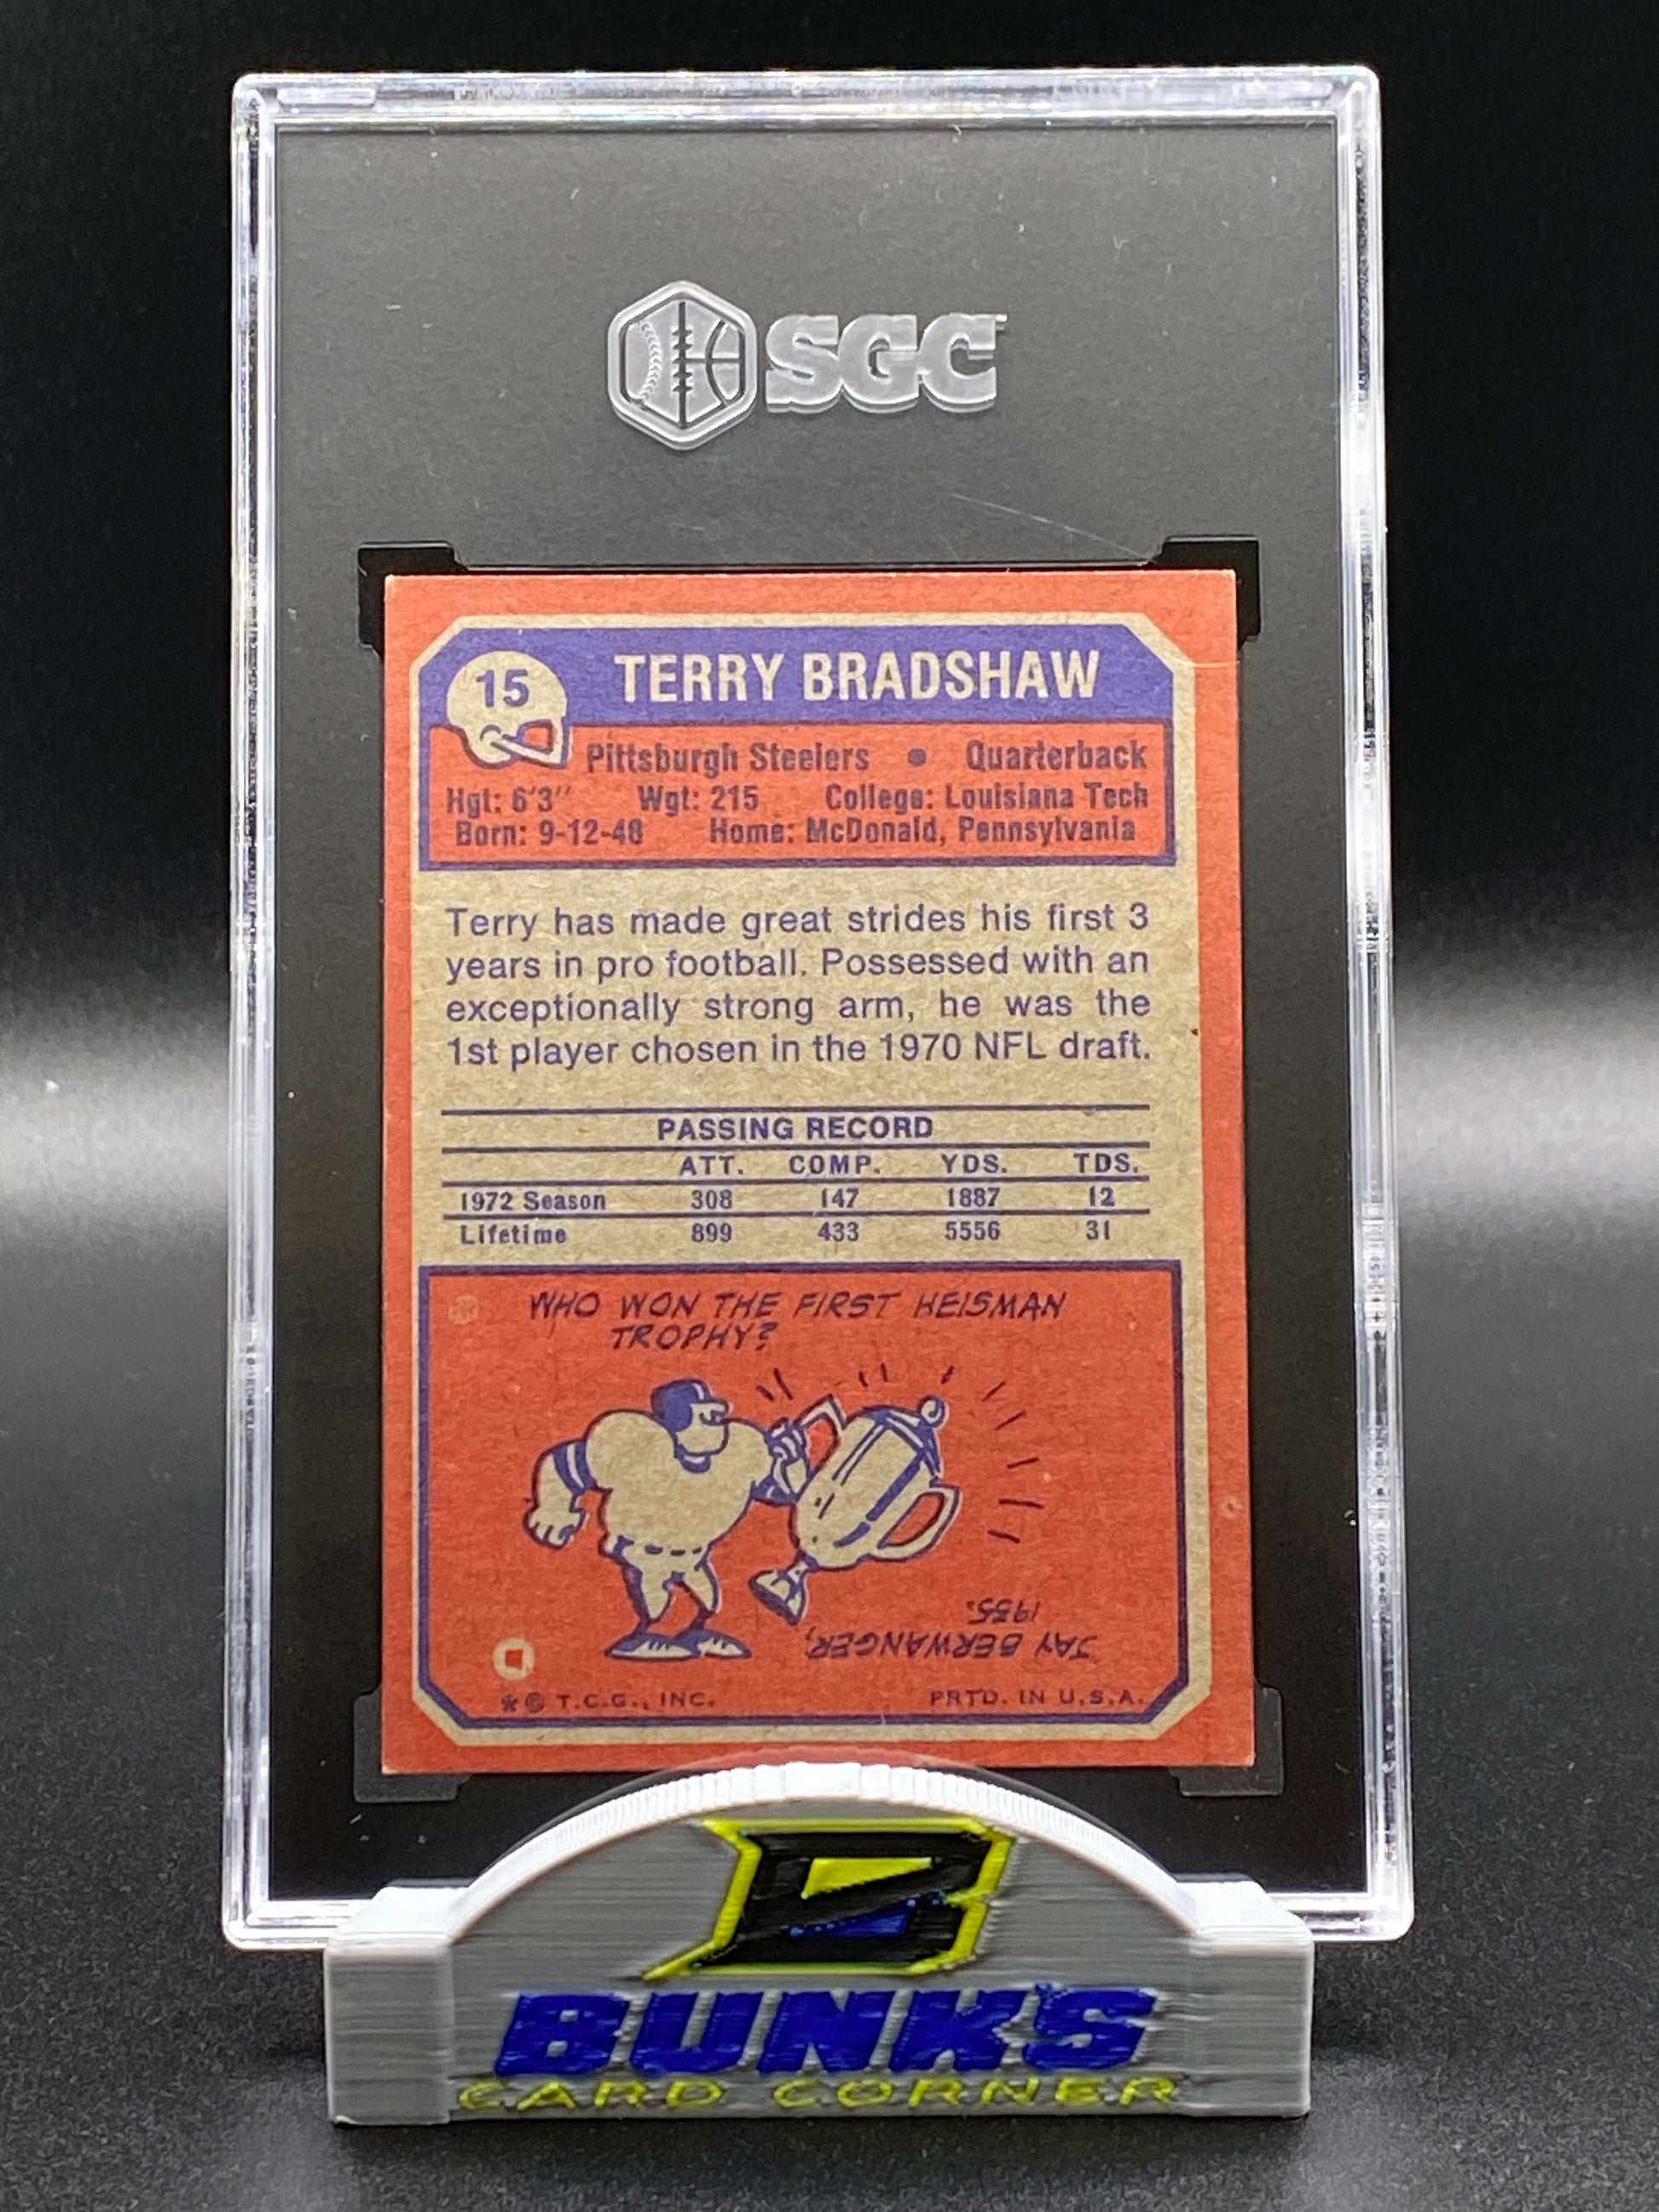 SGC
15
TERRY BRADSHAW
Pittsburgh Steelers • Quarterback
Hgt: 6'3" Wgt: 215 College: Louisiana Tech
Born: 9-12-48 Home: McDonald, Pennsylvania
Terry has made great strides his first 3
years in pro football. Possessed with an
exceptionally strong arm, he was the
1st player chosen in the 1970 NFL draft.
PASSING RECORD
ATT. COMP. YDS. TDS.
1972 Season 308 147 1887 12
Lifetime 899 433 5556 31
WHO WON THE FIRST HEISMAN
TROPHY?
JAY BERWANGER,
1935.
*© T.C.G., INC. PRTD. IN U.S.A.
B
BUNK'S
CARD CORNER